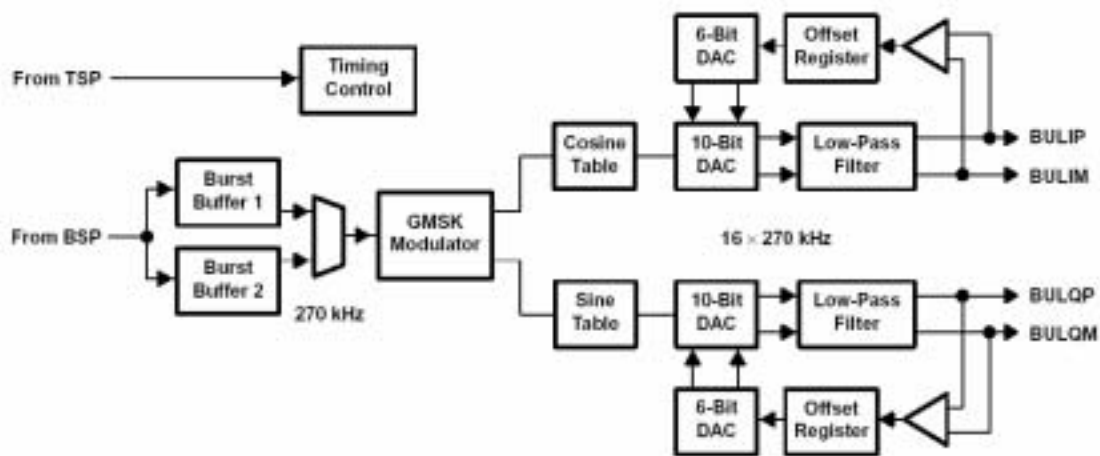 From TSP
Timing
Control
6-Bit
DAC
Offset
Register
Cosine
Table
10-Bit
DAC
Low-Pass
Filter
BULIP
BULIM
From BSP
Burst
Buffer 1
Burst
Buffer 2
270 kHz
GMSK
Modulator
16 × 270 kHz
Sine
Table
10-Bit
DAC
Low-Pass
Filter
BULQP
BULQM
6-Bit
DAC
Offset
Register